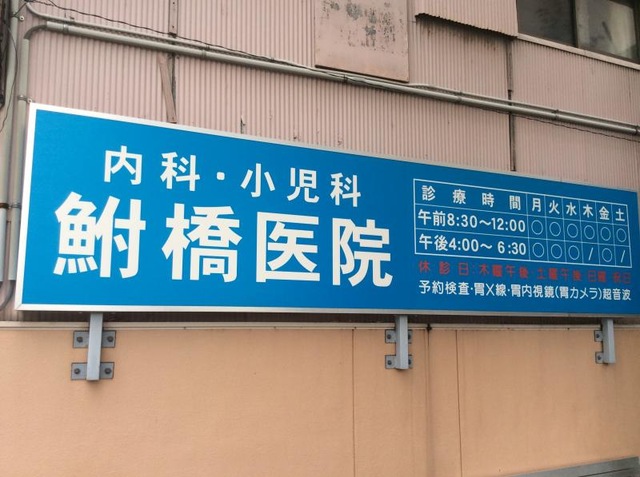 内科・小児科
鮒橋医院
診療時間 月 火 水 木 金 土
午前8:30〜12:00 ○ ○ ○ ○ ○ ○
午後4:00〜6:30 ○ ○ ○ / ○ /
休診日:木曜午後・土曜午後 日曜・祝日
予約検査・胃X線・胃内視鏡(胃カメラ)超音波